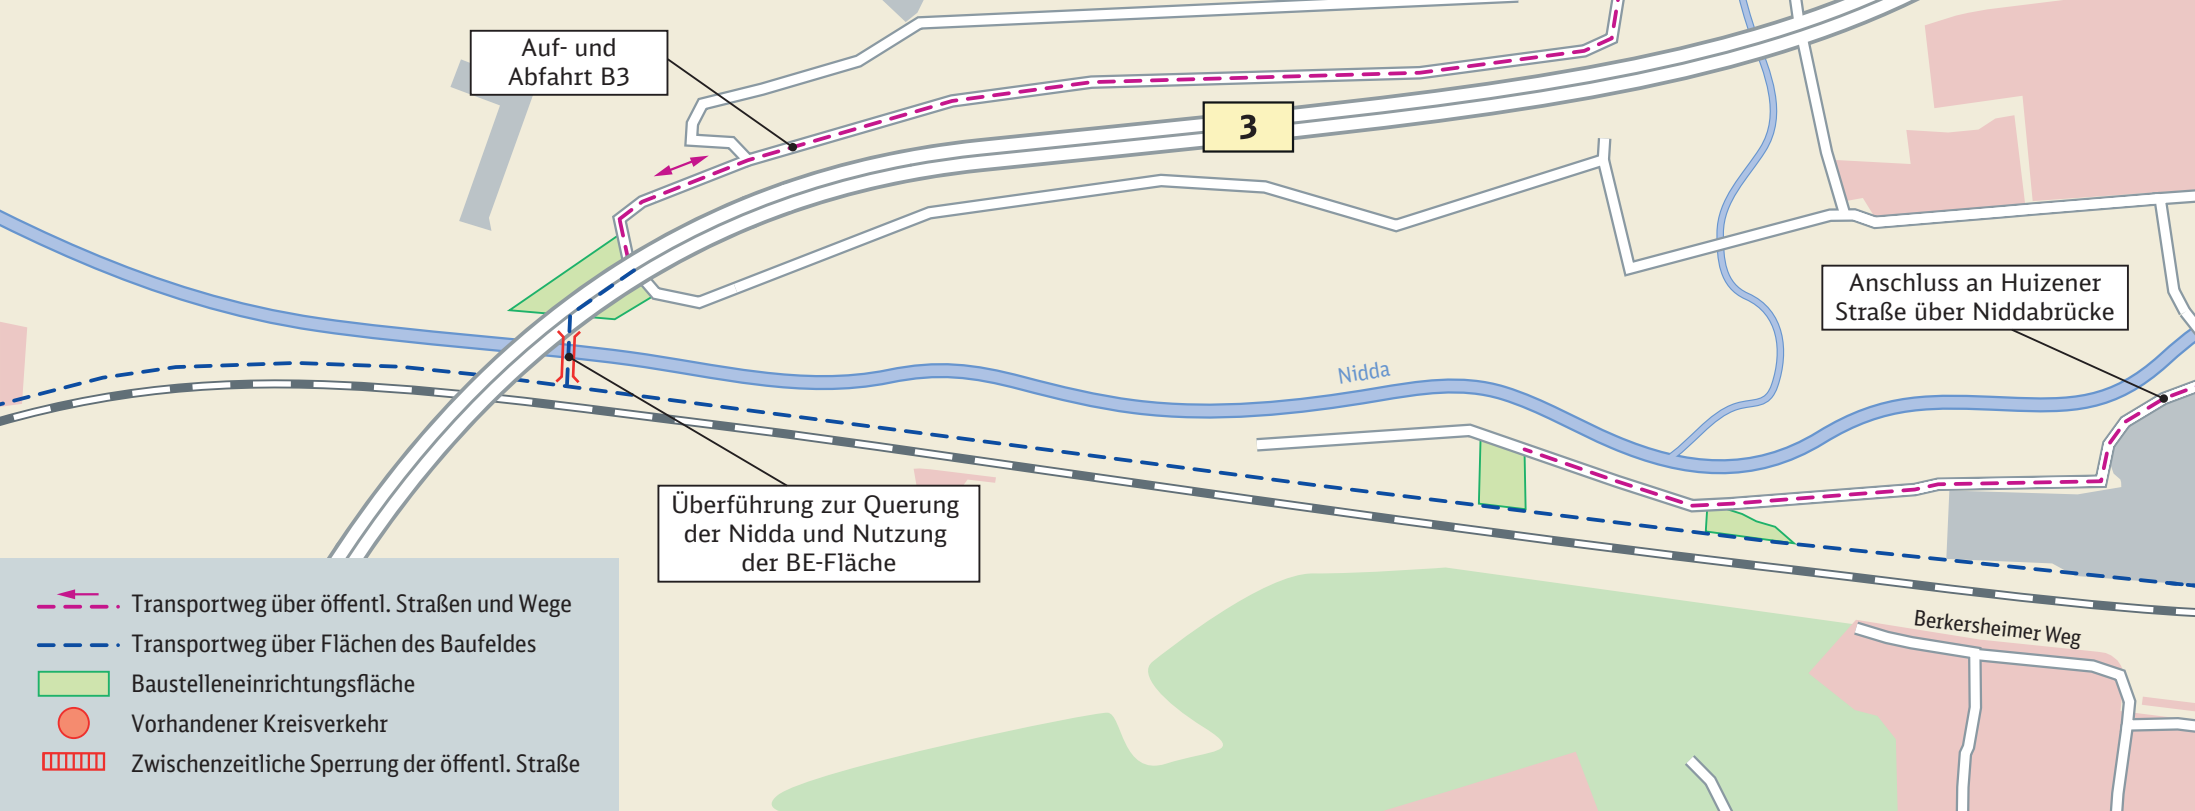 Auf- und
Abfahrt B3
3
Anschluss an Huizener
Straße über Niddabrücke
Nidda
Überführung zur Querung
der Nidda und Nutzung
der BE-Fläche
Berkersheimer Weg
Transportweg über öffentl. Straßen und Wege
Transportweg über Flächen des Baufeldes
Baustelleneinrichtungsfläche
Vorhandener Kreisverkehr
Zwischenzeitliche Sperrung der öffentl. Straße